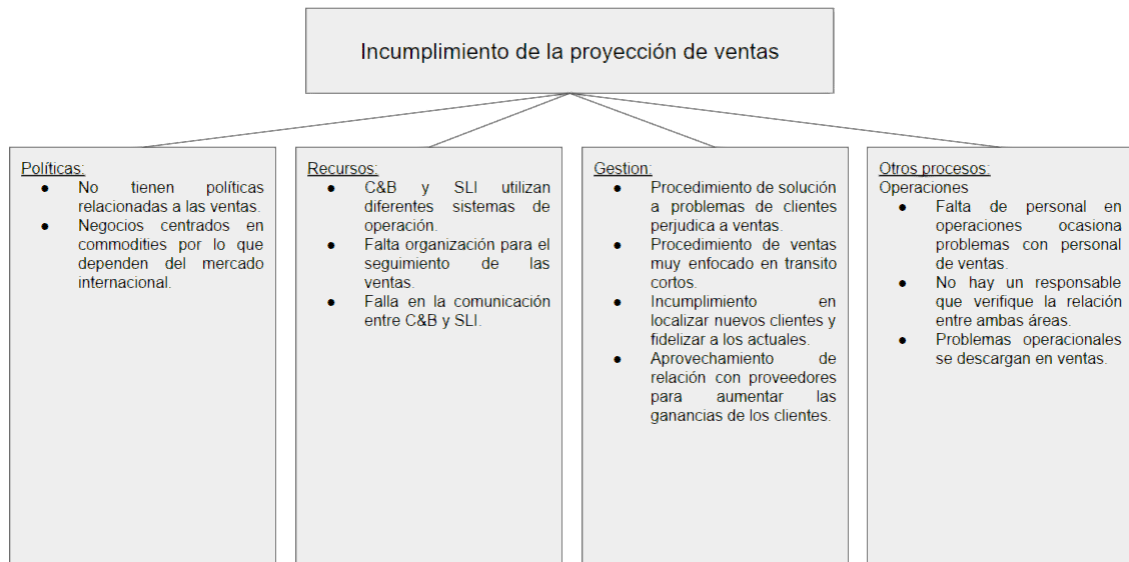 Incumplimiento de la proyección de ventas
Políticas:
● No tienen políticas
relacionadas a las ventas.
● Negocios centrados en
commodities por lo que
dependen del mercado
internacional.
Recursos:
● C&B y SLI utilizan
diferentes sistemas de
operación.
● Falta organización para el
seguimiento de las
ventas.
● Falla en la comunicación
entre C&B y SLI.
Gestion:
● Procedimiento de solución
a problemas de clientes
perjudica a ventas.
● Procedimiento de ventas
muy enfocado en transito
cortos.
● Incumplimiento en
localizar nuevos clientes y
fidelizar a los actuales.
● Aprovechamiento de
relación con proveedores
para aumentar las
ganancias de los clientes.
Otros procesos:
Operaciones
● Falta de personal en
operaciones ocasiona
problemas con personal
de ventas.
● No hay un responsable
que verifique la relación
entre ambas áreas.
● Problemas operacionales
se descargan en ventas.